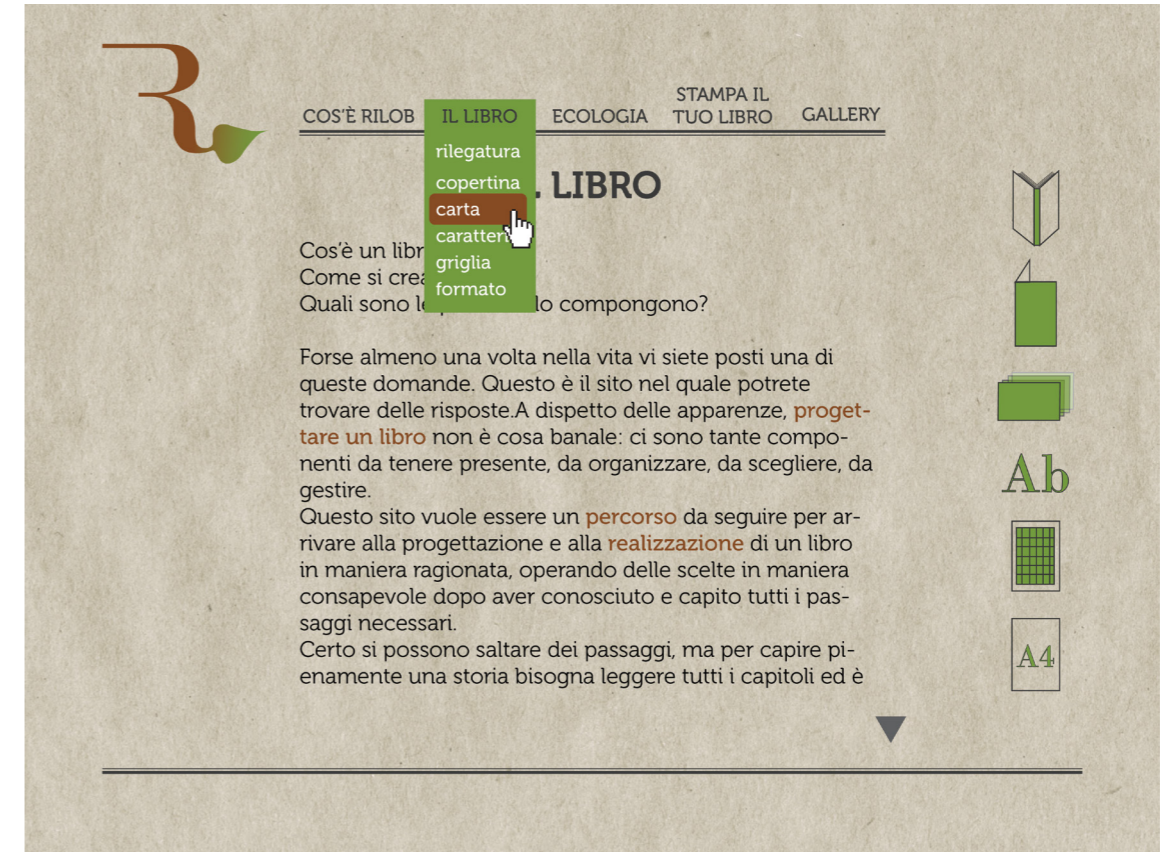 R
COS'È RILOB
IL LIBRO
ECOLOGIA
STAMPA IL
TUO LIBRO
GALLERY
rilegatura
copertina
carta
caratteri
griglia
formato
LIBRO
Cos'è un libr
Come si crea
Quali sono le
lo compongono?
Forse almeno una volta nella vita vi siete posti una di
queste domande. Questo è il sito nel quale potrete
trovare delle risposte.A dispetto delle apparenze, proget-
tare un libro non è cosa banale: ci sono tante compo-
nenti da tenere presente, da organizzare, da scegliere, da
gestire.
Questo sito vuole essere un percorso da seguire per ar-
rivare alla progettazione e alla realizzazione di un libro
in maniera ragionata, operando delle scelte in maniera
consapevole dopo aver conosciuto e capito tutti i pas-
saggi necessari.
Certo si possono saltare dei passaggi, ma per capire pi-
enamente una storia bisogna leggere tutti i capitoli ed è
Ab
A4